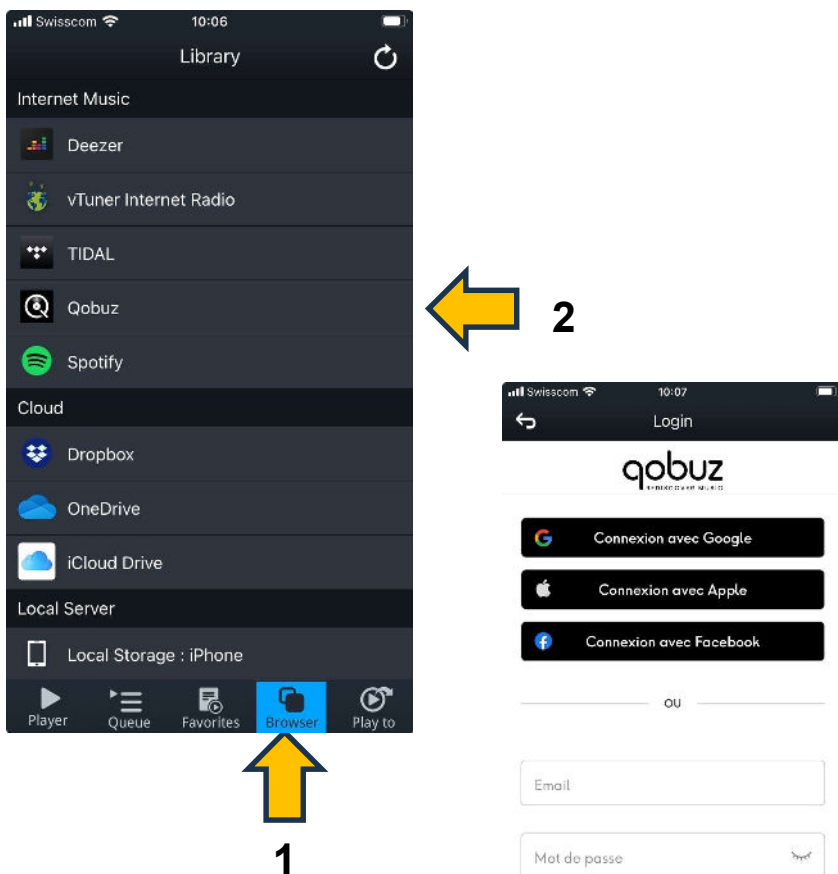 Swisscom 10:06
Library
Internet Music
Deezer
vTuner Internet Radio
TIDAL
Qobuz
Spotify
Cloud
Dropbox
OneDrive
iCloud Drive
Local Server
Local Storage : iPhone
Player Queue Favorites Browser Play to
1
2
Swisscom 10:07
Login
qobuz
Connexion avec Google
Connexion avec Apple
Connexion avec Facebook
ou
Email
Mot de passe